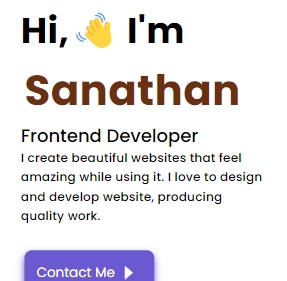 Hi, 👋 I'm
Sanathan
Frontend Developer
I create beautiful websites that feel
amazing while using it. I love to design
and develop website, producing
quality work.
Contact Me